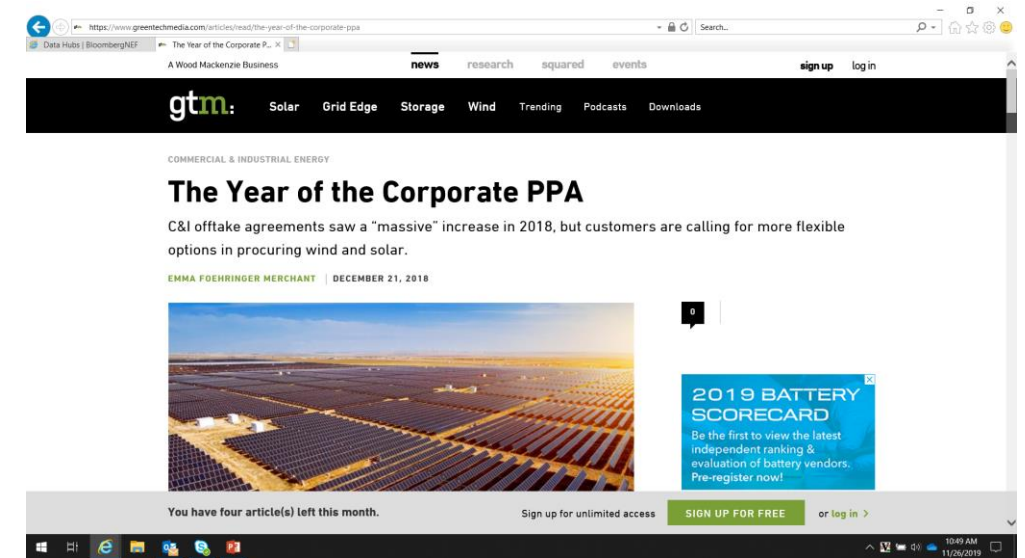 https://www.greentechmedia.com/articles/read/the-year-of-the-corporate-ppa
Search...
Data Hubs | BloombergNEF
The Year of the Corporate P...
A Wood Mackenzie Business
news research squared events
sign up log in
gtm:
Solar Grid Edge Storage Wind Trending Podcasts Downloads
COMMERCIAL & INDUSTRIAL ENERGY
The Year of the Corporate PPA
C&I offtake agreements saw a “massive” increase in 2018, but customers are calling for more flexible
options in procuring wind and solar.
EMMA FOEHRINGER MERCHANT | DECEMBER 21, 2018
0
2019 BATTERY
SCORECARD
Be the first to view the latest
independent ranking &
evaluation of battery vendors.
Pre-register now!
You have four article(s) left this month.
Sign up for unlimited access
SIGN UP FOR FREE
or log in >
10:49 AM
11/26/2019